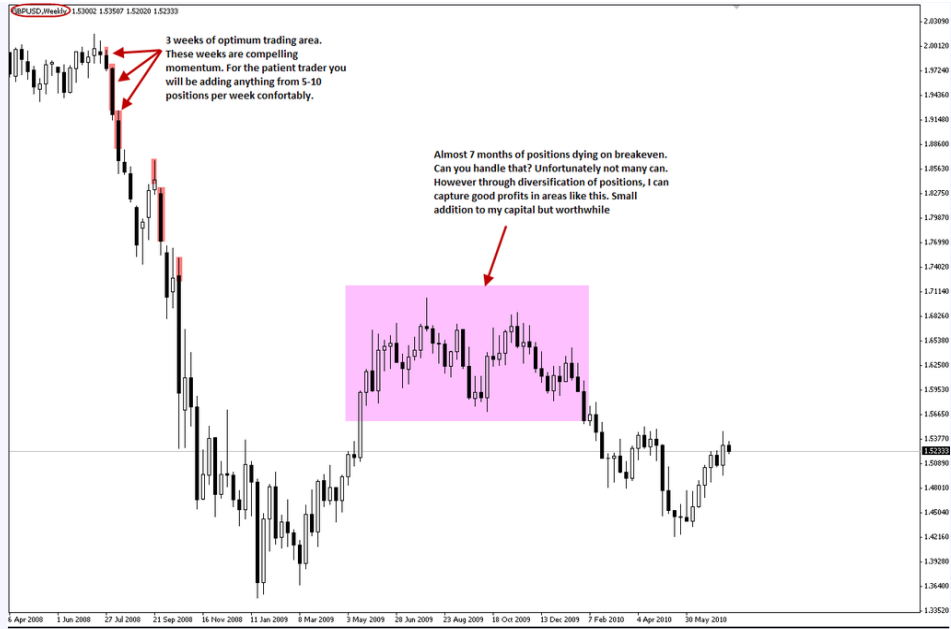 GBPUSD,Weekly 1.53002 1.53587 1.52020 1.52333
3 weeks of optimum trading area.
These weeks are compelling
momentum. For the patient trader you
will be adding anything from 5-10
positions per week confortably.
Almost 7 months of positions dying on breakeven.
Can you handle that? Unfortunately not many can.
However through diversification of positions, I can
capture good profits in areas like this. Small
addition to my capital but worthwhile
2.03090
2.00130
1.97240
1.94360
1.91480
1.88600
1.85630
1.82750
1.79870
1.76990
1.74020
1.71140
1.68260
1.65380
1.62500
1.59530
1.56650
1.53770
1.52333
1.50890
1.48010
1.45040
1.42160
1.39280
1.36400
1.33520
6 Apr 2008 1 Jun 2008 27 Jul 2008 21 Sep 2008 16 Nov 2008 11 Jan 2009 8 Mar 2009 3 May 2009 28 Jun 2009 23 Aug 2009 18 Oct 2009 13 Dec 2009 7 Feb 2010 4 Apr 2010 30 May 2010